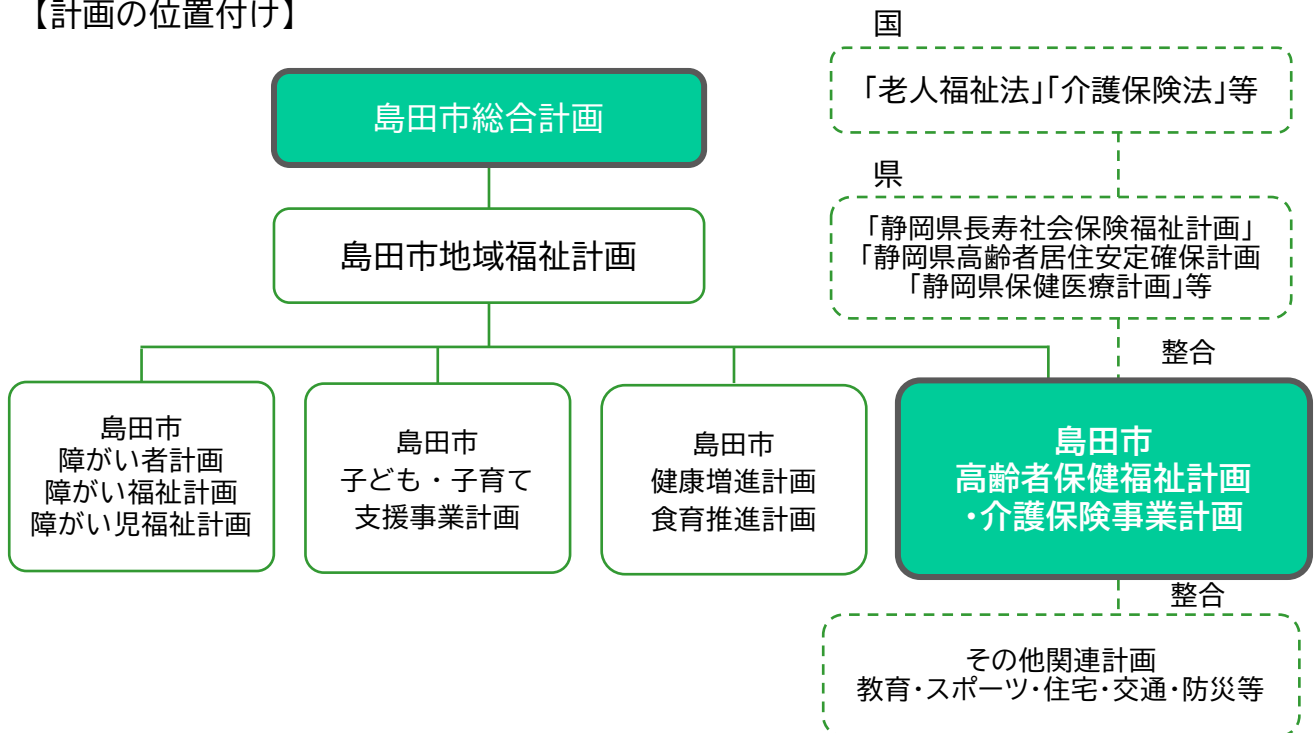 【計画の位置付け】
島田市総合計画
島田市地域福祉計画
国
「老人福祉法」「介護保険法」等
県
「静岡県長寿社会保険福祉計画」
「静岡県高齢者居住安定確保計画
「静岡県保健医療計画」等
整合
島田市
障がい者計画
障がい福祉計画
障がい児福祉計画
島田市
子ども・子育て
支援事業計画
島田市
健康増進計画
食育推進計画
島田市
高齢者保健福祉計画
・介護保険事業計画
整合
その他関連計画
教育・スポーツ・住宅・交通・防災等